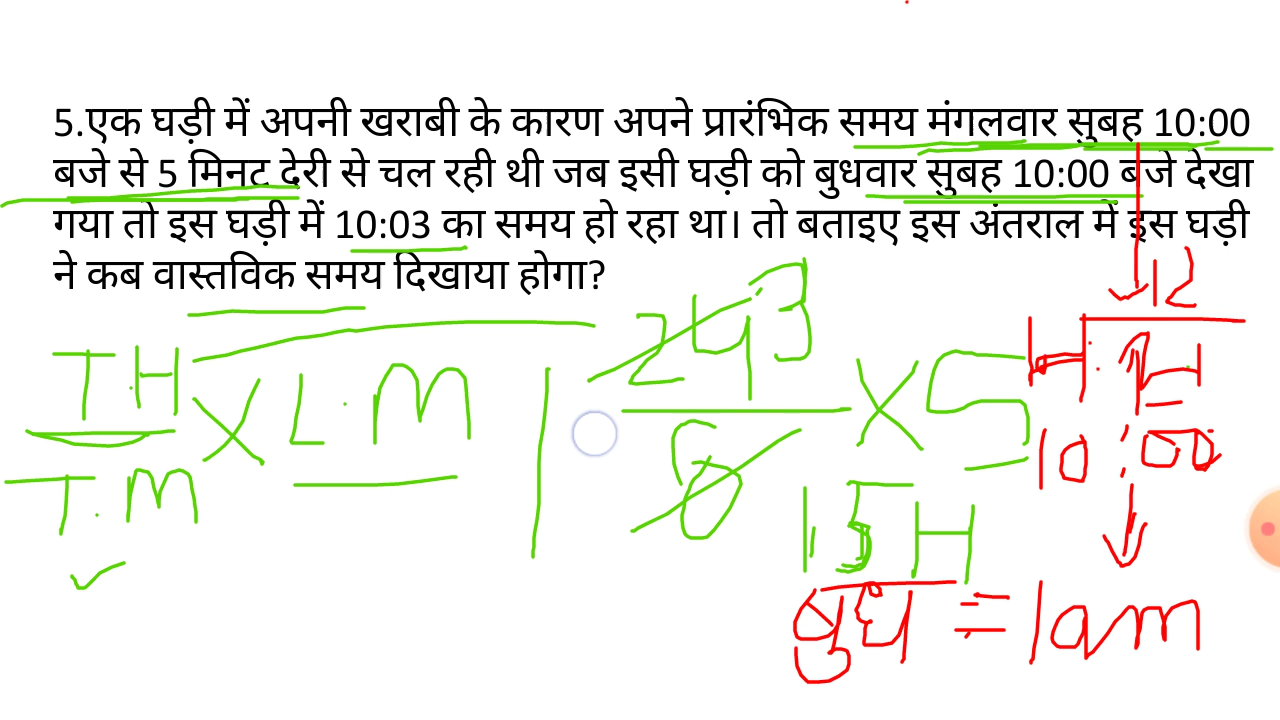 5.एक घड़ी में अपनी खराबी के कारण अपने प्रारंभिक समय मंगलवार सुबह 10:00
बजे से 5 मिनट देरी से चल रही थी जब इसी घड़ी को बुधवार सुबह 10:00 बजे देखा
गया तो इस घड़ी में 10:03 का समय हो रहा था। तो बताइए इस अंतराल में इस घड़ी
ने कब वास्तविक समय दिखाया होगा?
12
T.H
T.M
X L.M
24 3
8
X 5
10:00
15 H
बुध = 1am